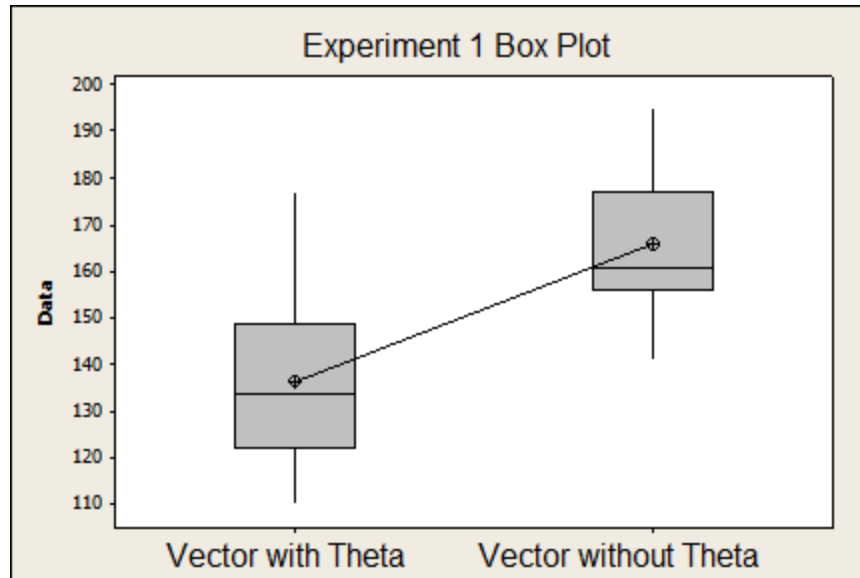 Experiment 1 Box Plot
200
190
180
170
160
150
140
130
120
110
Data
Vector with Theta
Vector without Theta